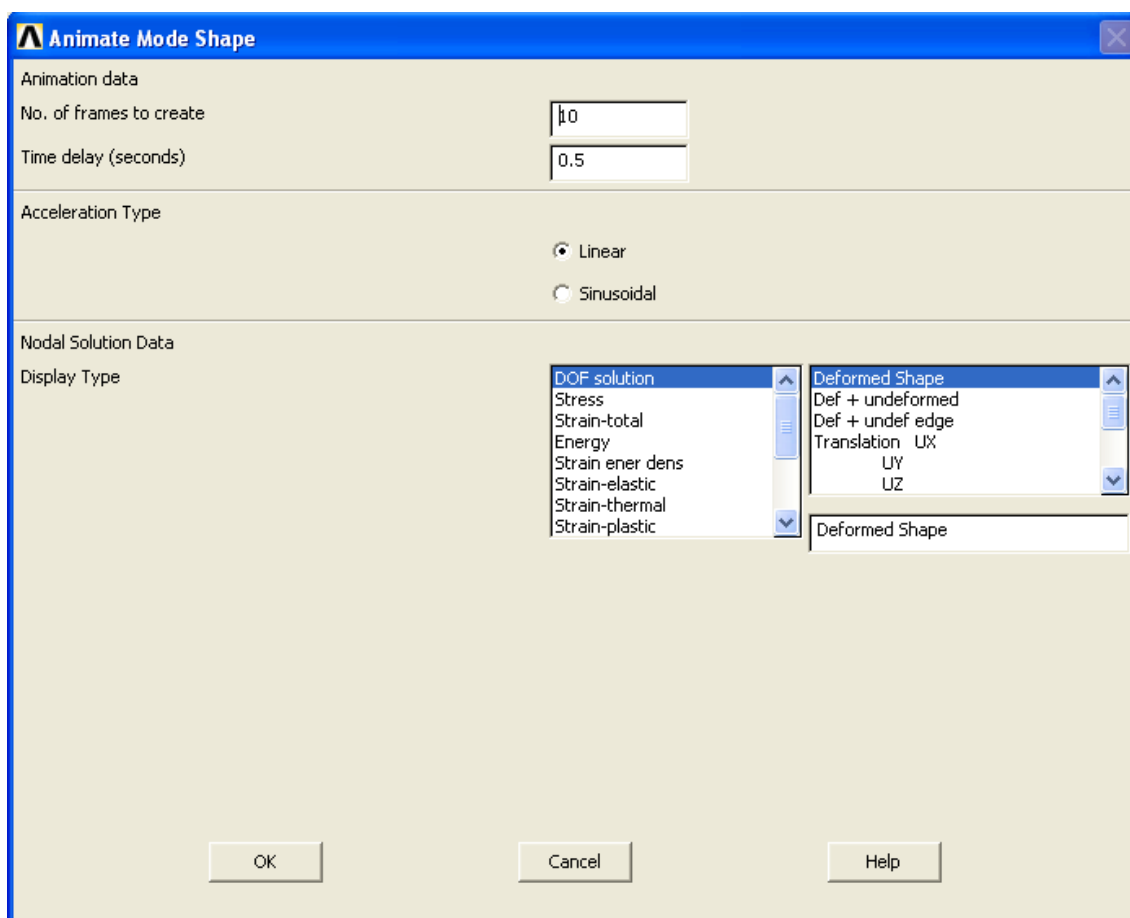 Animate Mode Shape
Animation data
No. of frames to create
10
Time delay (seconds)
0.5
Acceleration Type
Linear
Sinusoidal
Nodal Solution Data
Display Type
DOF solution
Stress
Strain-total
Energy
Strain ener dens
Strain-elastic
Strain-thermal
Strain-plastic
Deformed Shape
Def + undeformed
Def + undef edge
Translation UX
UY
UZ
Deformed Shape
OK
Cancel
Help